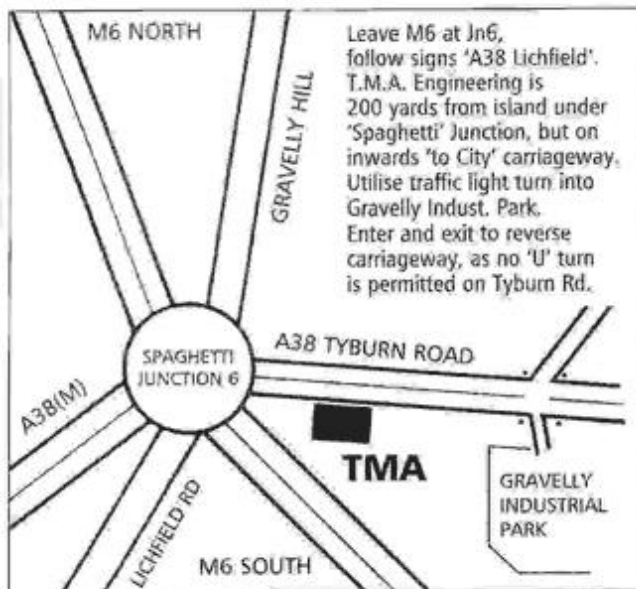 M6 NORTH
GRAVELLY HILL
Leave M6 at Jn6,
follow signs 'A38 Lichfield'.
T.M.A. Engineering is
200 yards from island under
'Spaghetti' Junction, but on
inwards 'to City' carriageway.
Utilise traffic light turn into
Gravelly Indust. Park.
Enter and exit to reverse
carriageway, as no 'U' turn
is permitted on Tyburn Rd.
SPAGHETTI
JUNCTION 6
A38 TYBURN ROAD
A38(M)
TMA
LICHFIELD RD
M6 SOUTH
GRAVELLY
INDUSTRIAL
PARK